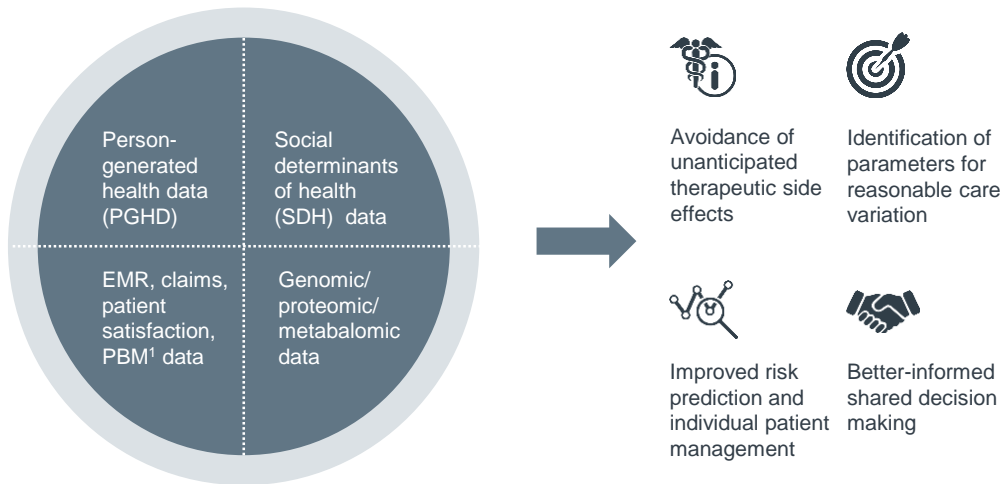 Person-
generated
health data
(PGHD)
Social
determinants
of health
(SDH) data
EMR, claims,
patient
satisfaction,
PBM¹ data
Genomic/
proteomic/
metabalomic
data
Avoidance of
unanticipated
therapeutic side
effects
Identification of
parameters for
reasonable care
variation
Improved risk
prediction and
individual patient
management
Better-informed
shared decision
making